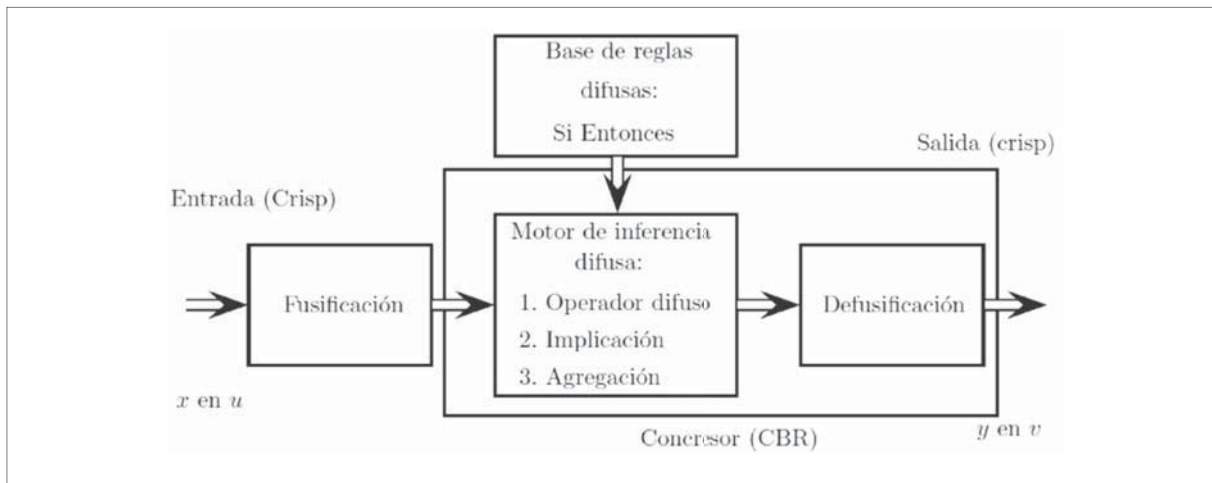 Base de reglas
difusas:
Si Entonces
Salida (crisp)
Entrada (Crisp)
Motor de inferencia
difusa:
1. Operador difuso
2. Implicación
3. Agregación
Fusificación
Defusificación
x en u
y en v
Concresor (CBR)